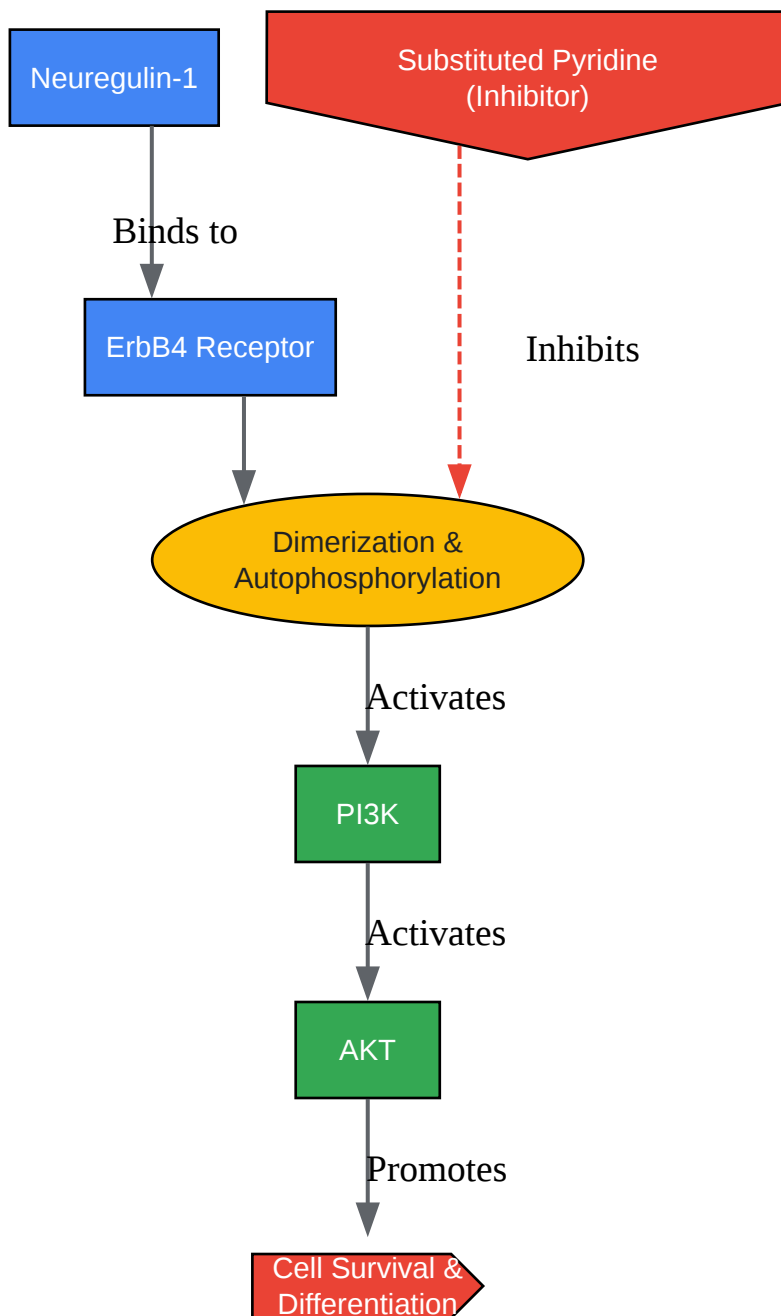 Neuregulin-1
Substituted Pyridine
(Inhibitor)
Binds to
ErbB4 Receptor
Inhibits
Dimerization &
Autophosphorylation
Activates
PI3K
Activates
AKT
Promotes
Cell Survival &
Differentiation